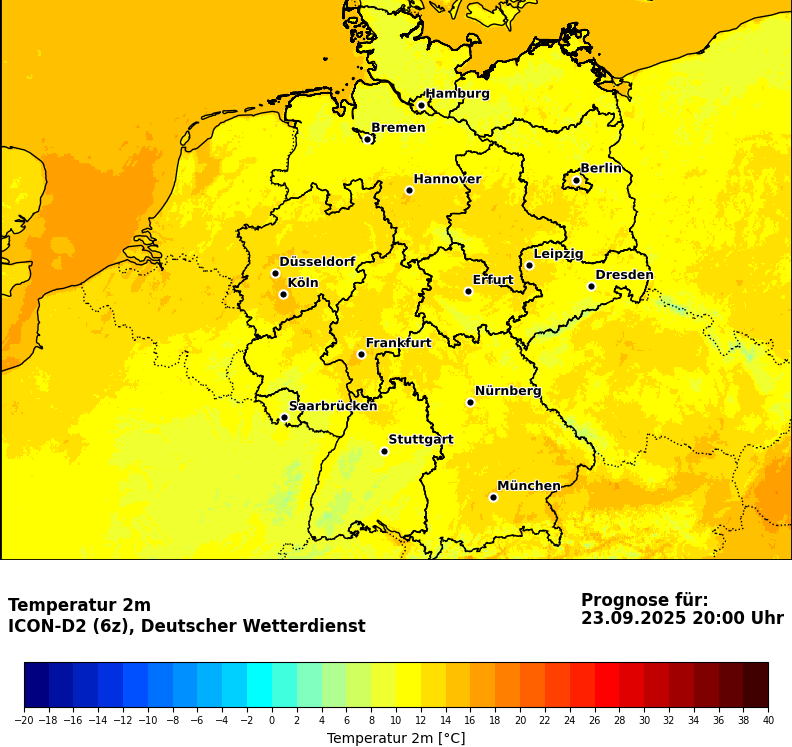 Hamburg
Bremen
Berlin
Hannover
Leipzig
Düsseldorf
Dresden
Köln
Erfurt
Frankfurt
Nürnberg
Saarbrücken
Stuttgart
München
Temperatur 2m
ICON-D2 (6z), Deutscher Wetterdienst
Prognose für:
23.09.2025 20:00 Uhr
−20 −18 −16 −14 −12 −10 −8 −6 −4 −2 0 2 4 6 8 10 12 14 16 18 20 22 24 26 28 30 32 34 36 38 40
Temperatur 2m [°C]